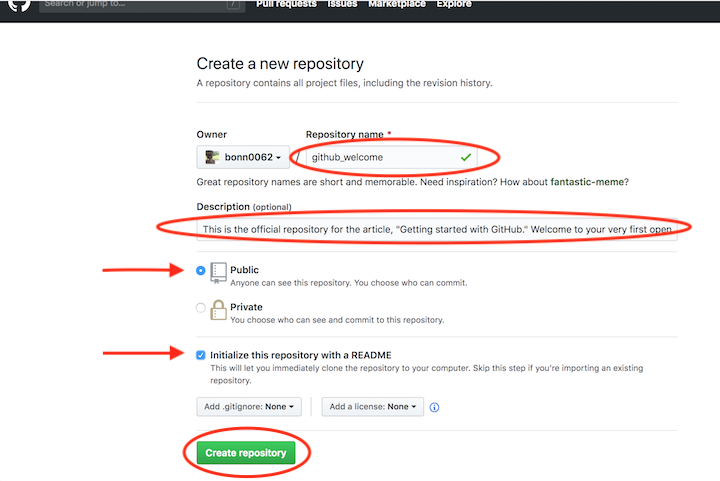 Search or jump to...
/
Pull requests Issues Marketplace Explore
Create a new repository
A repository contains all project files, including the revision history.
Owner
Repository name *
bonn0062
/
github_welcome
Great repository names are short and memorable. Need inspiration? How about fantastic-meme?
Description (optional)
This is the official repository for the article, "Getting started with GitHub." Welcome to your very first open
Public
Anyone can see this repository. You choose who can commit.
Private
You choose who can see and commit to this repository.
Initialize this repository with a README
This will let you immediately clone the repository to your computer. Skip this step if you're importing an existing
repository.
Add .gitignore: None
Add a license: None
Create repository